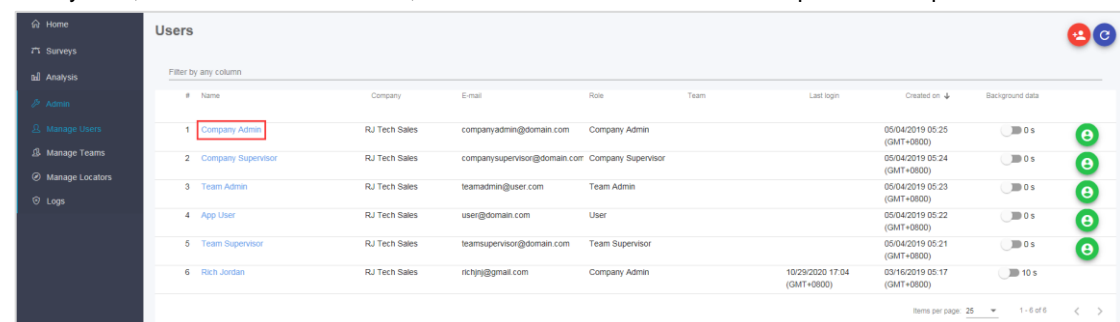 Home
Surveys
Analysis
Admin
Manage Users
Manage Teams
Manage Locators
Logs
Users
Filter by any column
# Name Company E-mail Role Team Last login Created on ↓ Background data
1 Company Admin RJ Tech Sales companyadmin@domain.com Company Admin 05/04/2019 05:25 0 s
(GMT+0800)
2 Company Supervisor RJ Tech Sales companysupervisor@domain.com Company Supervisor 05/04/2019 05:24 0 s
(GMT+0800)
3 Team Admin RJ Tech Sales teamadmin@user.com Team Admin 05/04/2019 05:23 0 s
(GMT+0800)
4 App User RJ Tech Sales user@domain.com User 05/04/2019 05:22 0 s
(GMT+0800)
5 Team Supervisor RJ Tech Sales teamsupervisor@domain.com Team Supervisor 05/04/2019 05:21 0 s
(GMT+0800)
6 Rich Jordan RJ Tech Sales richjnj@gmail.com Company Admin 10/29/2020 17:04 03/16/2019 05:17 10 s
(GMT+0800) (GMT+0800)
Items per page: 25 1 - 6 of 6